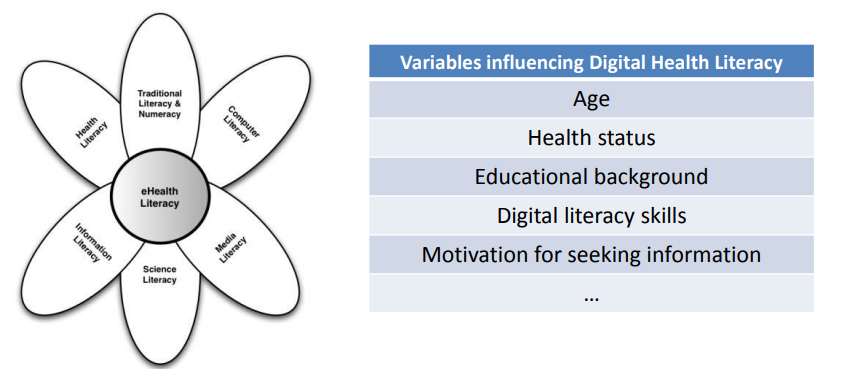 Traditional
Literacy &
Numeracy
Health
Literacy
Computer
Literacy
eHealth
Literacy
Information
Literacy
Media
Literacy
Science
Literacy
Variables influencing Digital Health Literacy
Age
Health status
Educational background
Digital literacy skills
Motivation for seeking information
...